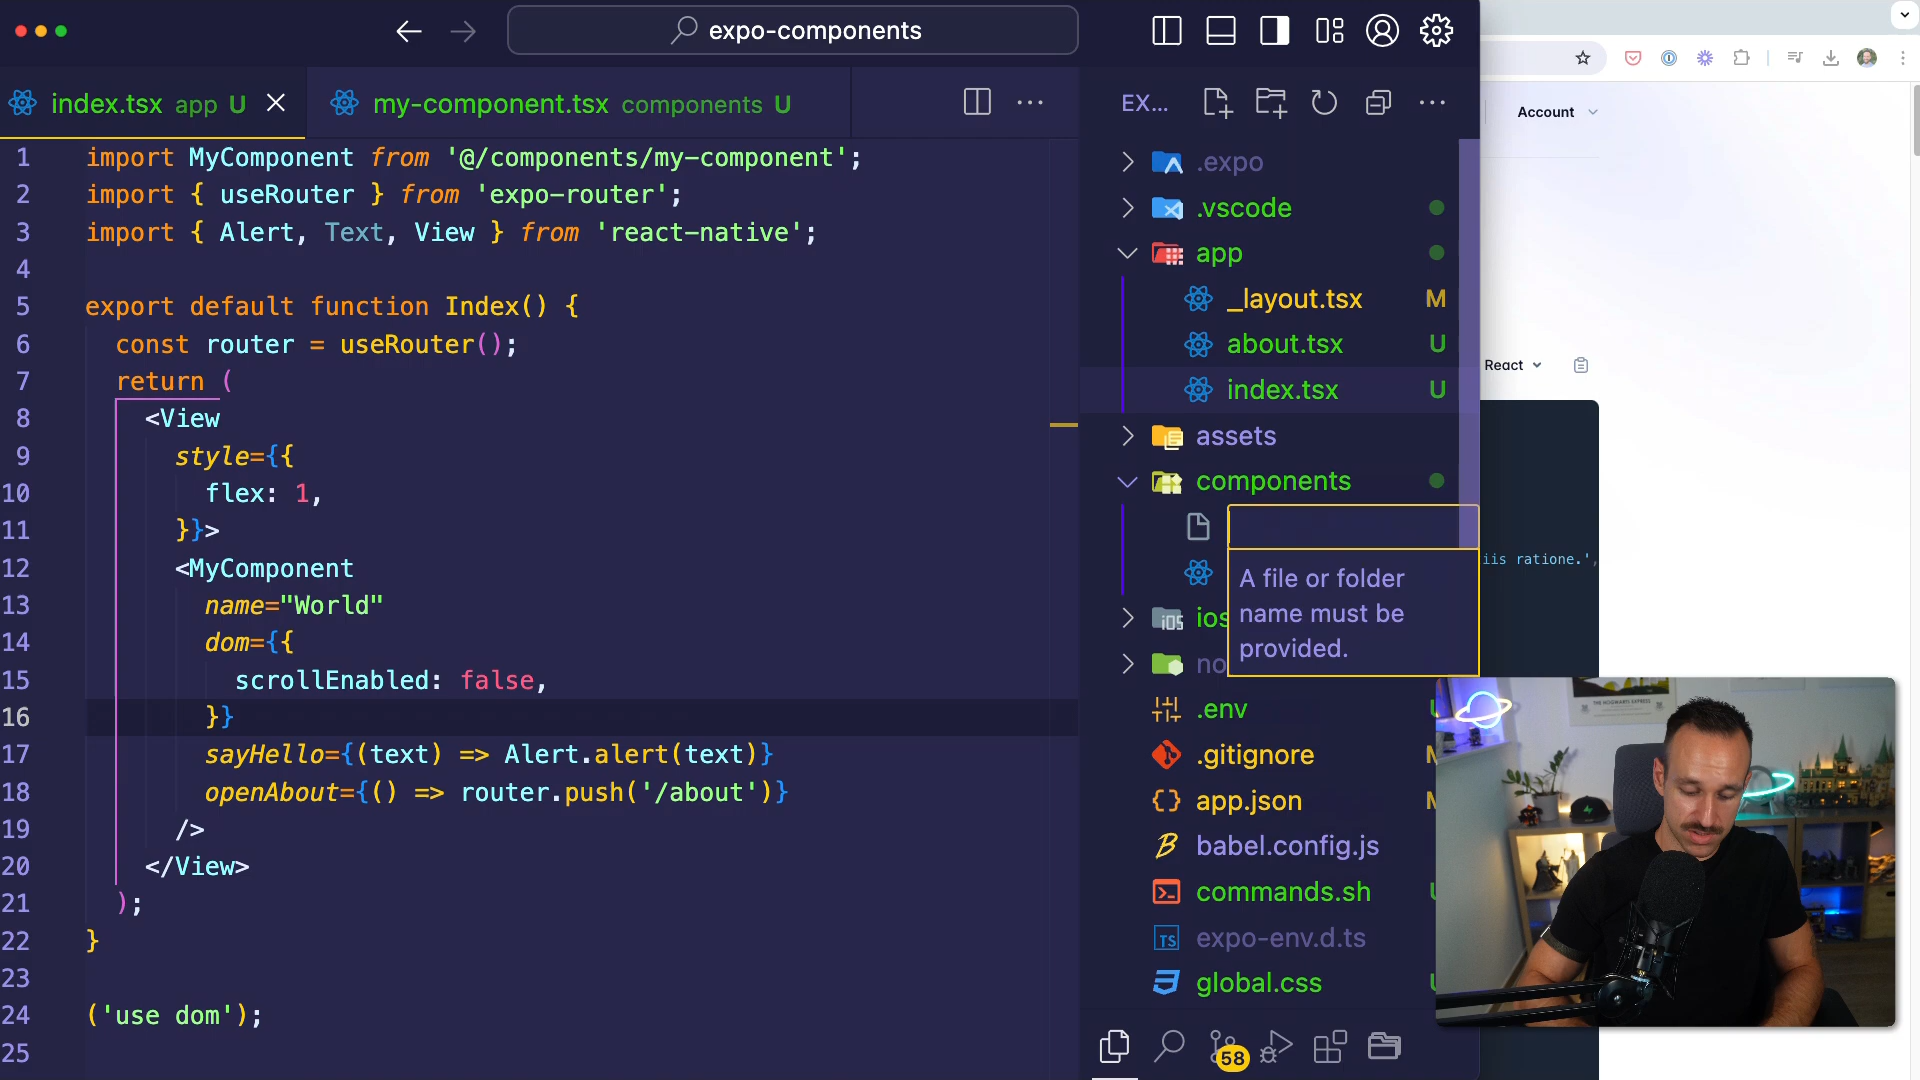 expo-components
index.tsx app U
my-component.tsx components U
1 import MyComponent from '@/components/my-component';
2 import { useRouter } from 'expo-router';
3 import { Alert, Text, View } from 'react-native';
4
5 export default function Index() {
6 const router = useRouter();
7 return (
8 <View
9 style={{
10 flex: 1,
11 }}>
12 <MyComponent
13 name="World"
14 dom={{
15 scrollEnabled: false,
16 }}
17 sayHello={(text) => Alert.alert(text)}
18 openAbout={() => router.push('/about')}
19 />
20 </View>
21 );
22 }
23
24 ('use dom');
25
EX...
.expo
.vscode
app
_layout.tsx M
about.tsx U
index.tsx U
assets
components
A file or folder
name must be
provided.
ios
no
.env
.gitignore
app.json
babel.config.js
commands.sh
TS expo-env.d.ts
global.css
58
Account
React
iis ratione.',
THE HOGWARTS EXPRESS